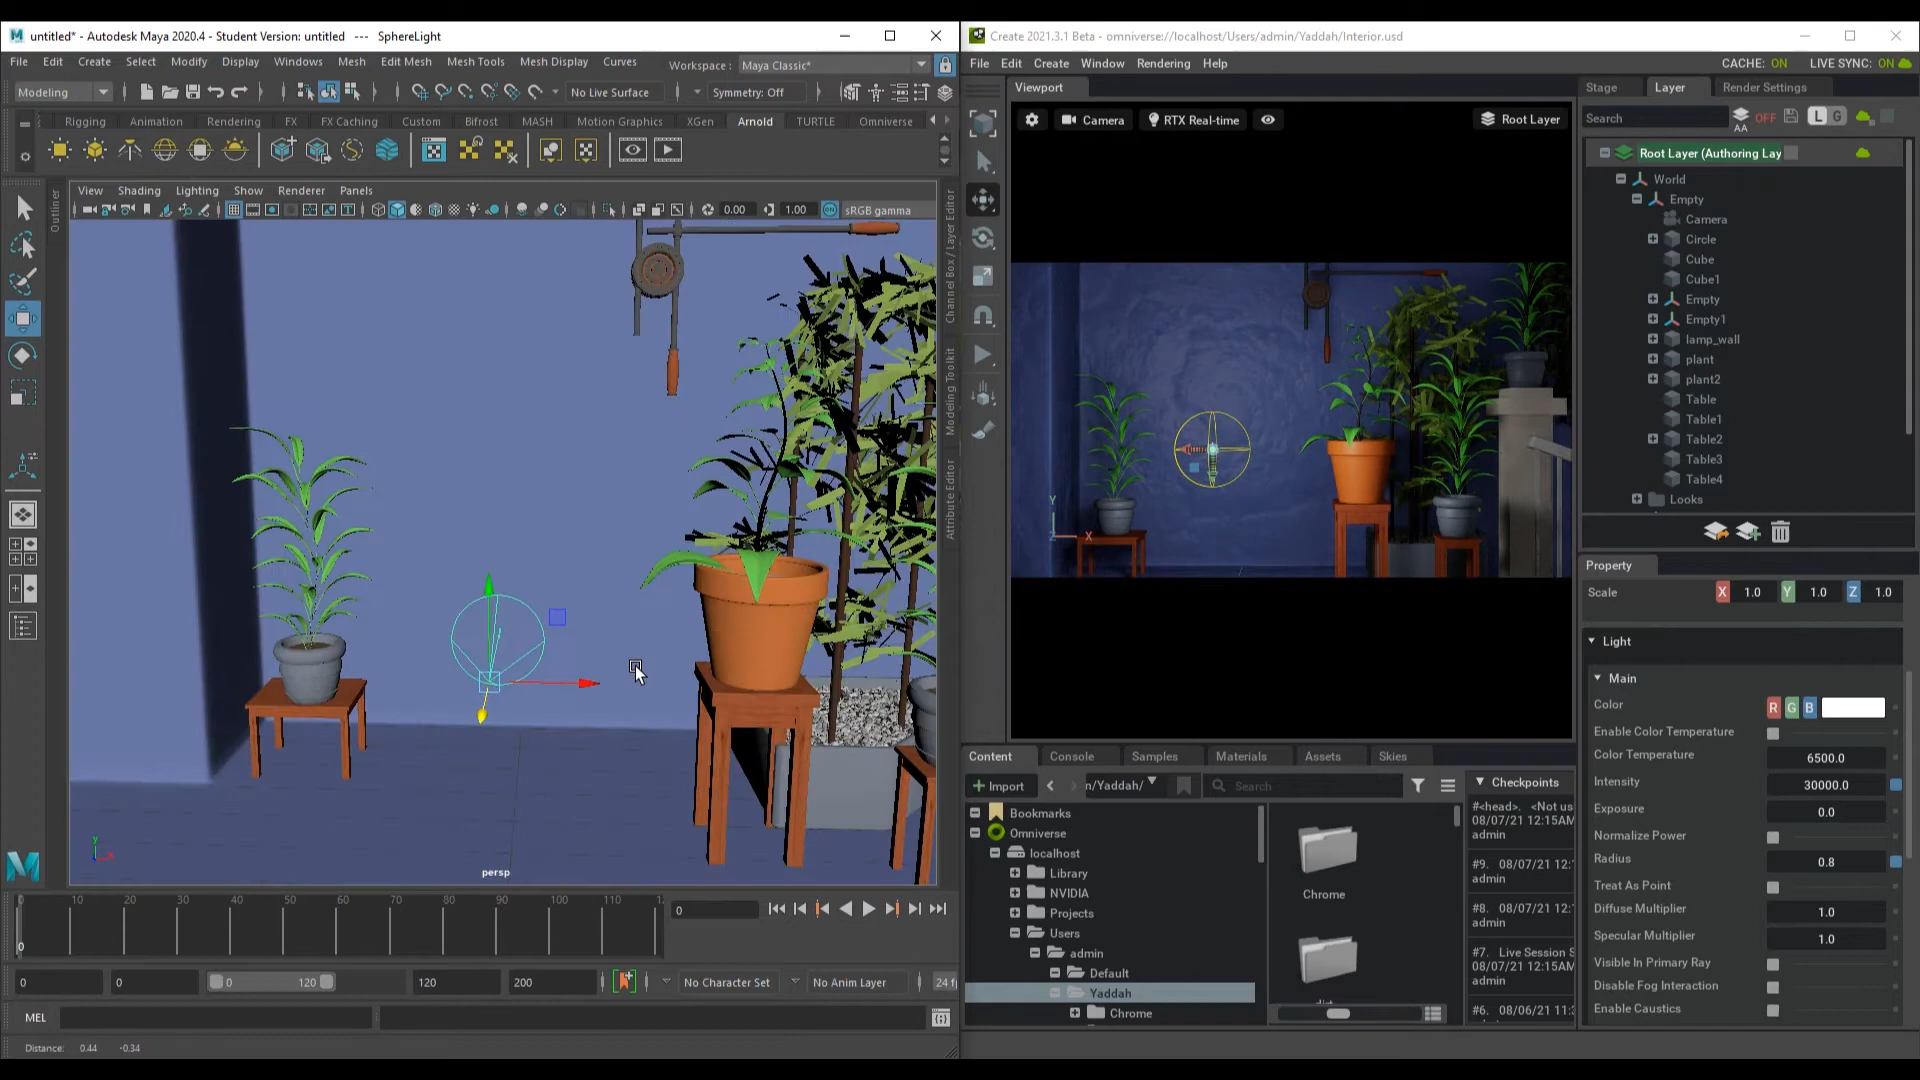 untitled* - Autodesk Maya 2020.4 - Student Version: untitled --- SphereLight
File Edit Create Select Modify Display Windows Mesh Edit Mesh Mesh Tools Mesh Display Curves Workspace : Maya Classic*
Modeling No Live Surface Symmetry: Off
Rigging Animation Rendering FX FX Caching Custom Bifrost MASH Motion Graphics XGen Arnold TURTLE Omniverse
View Shading Lighting Show Renderer Panels
0.00 1.00 sRGB gamma
Outliner
Channel Box / Layer Editor
Modeling Toolkit
Attribute Editor
y
x
persp
0 10 20 30 40 50 60 70 80 90 100 110
0
0
0 0 0 120 120 200 No Character Set No Anim Layer
MEL
Distance: 0.44 -0.34
Create 2021.3.1 Beta - omniverse://localhost/Users/admin/Yaddah/Interior.usd
File Edit Create Window Rendering Help CACHE: ON LIVE SYNC: ON
Viewport
Camera RTX Real-time Root Layer
Y
X
Stage Layer Render Settings
Search AA OFF L G
Root Layer (Authoring Lay
World
Empty
Camera
Circle
Cube
Cube1
Empty
Empty1
lamp_wall
plant
plant2
Table
Table1
Table2
Table3
Table4
Looks
Property
Scale X 1.0 Y 1.0 Z 1.0
Light
Main
Color R G B
Enable Color Temperature
Color Temperature 6500.0
Intensity 30000.0
Exposure 0.0
Normalize Power
Radius 0.8
Treat As Point
Diffuse Multiplier 1.0
Specular Multiplier 1.0
Visible In Primary Ray
Disable Fog Interaction
Enable Caustics
Content Console Samples Materials Assets Skies
Import n/Yaddah/ Search Checkpoints
Bookmarks
Omniverse
localhost
Library
NVIDIA
Projects
Users
admin
Default
Yaddah
Chrome
Chrome
#<head>. <Not us
08/07/21 12:15AM
admin
#9. 08/07/21 12:
admin
#8. 08/07/21 12:
admin
#7. Live Session S
08/07/21 12:15AM
admin
#6. 08/06/21 11: